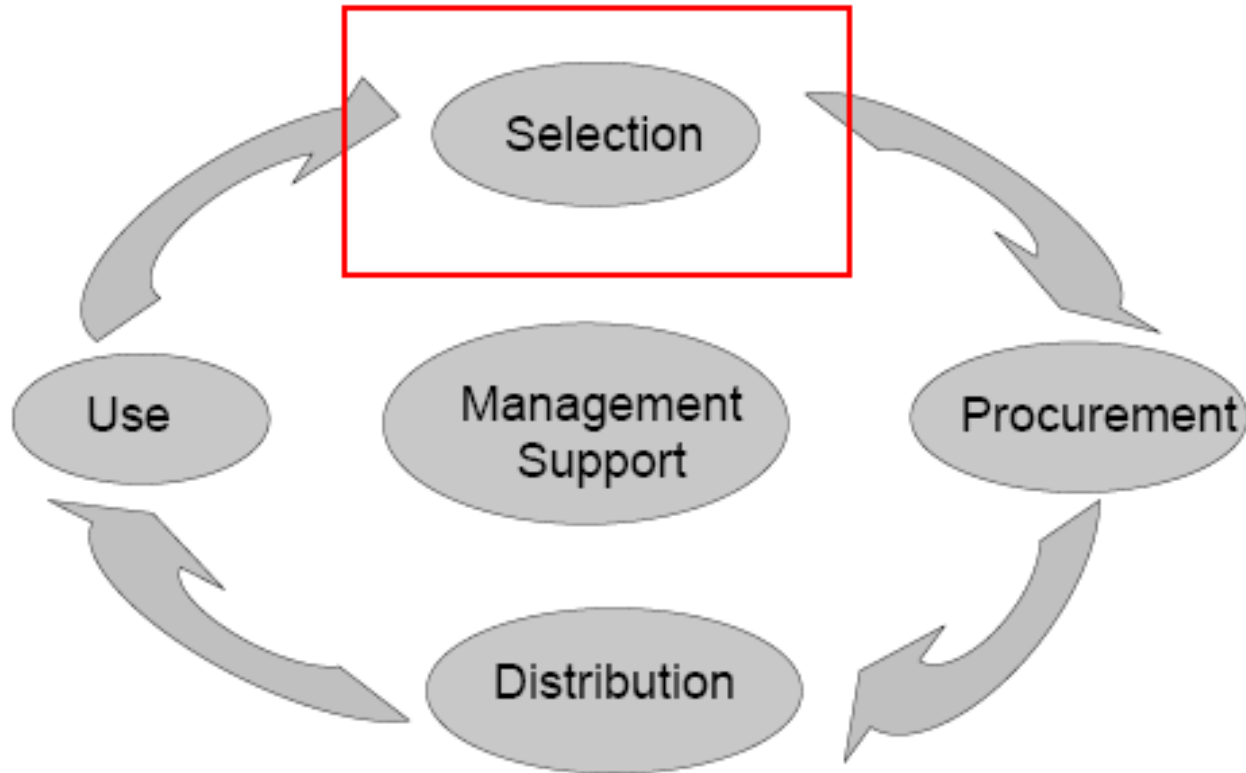 Selection
Use
Management
Support
Procurement
Distribution